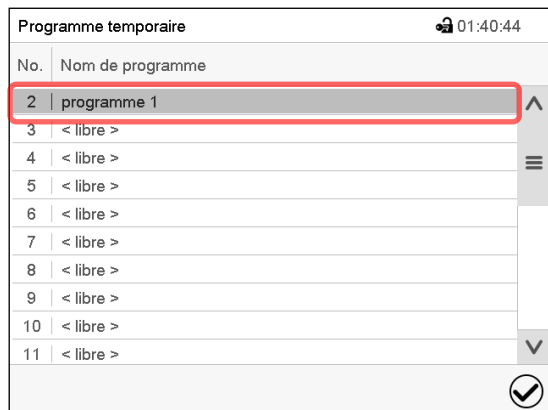 Programme temporaire 01:40:44
No. Nom de programme
2 programme 1
3 < libre >
4 < libre >
5 < libre >
6 < libre >
7 < libre >
8 < libre >
9 < libre >
10 < libre >
11 < libre >